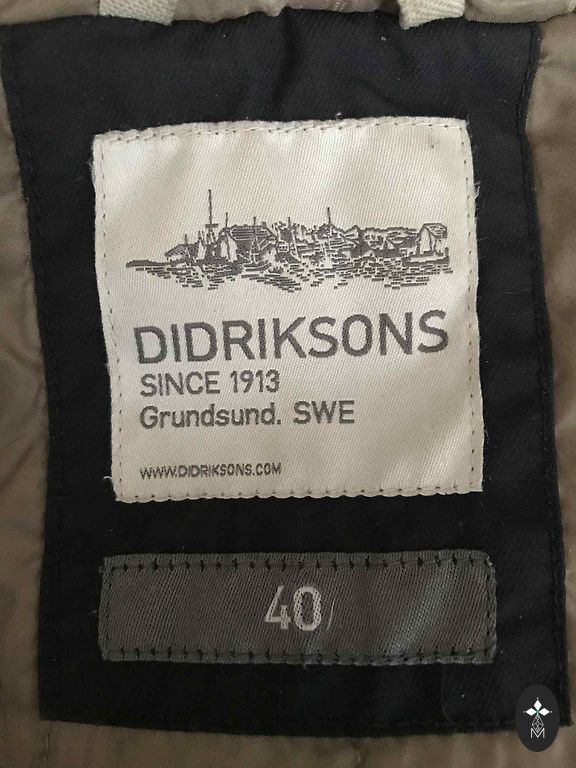 DIDRIKSONS
SINCE 1913
Grundsund. SWE
WWW.DIDRIKSONS.COM
40
M